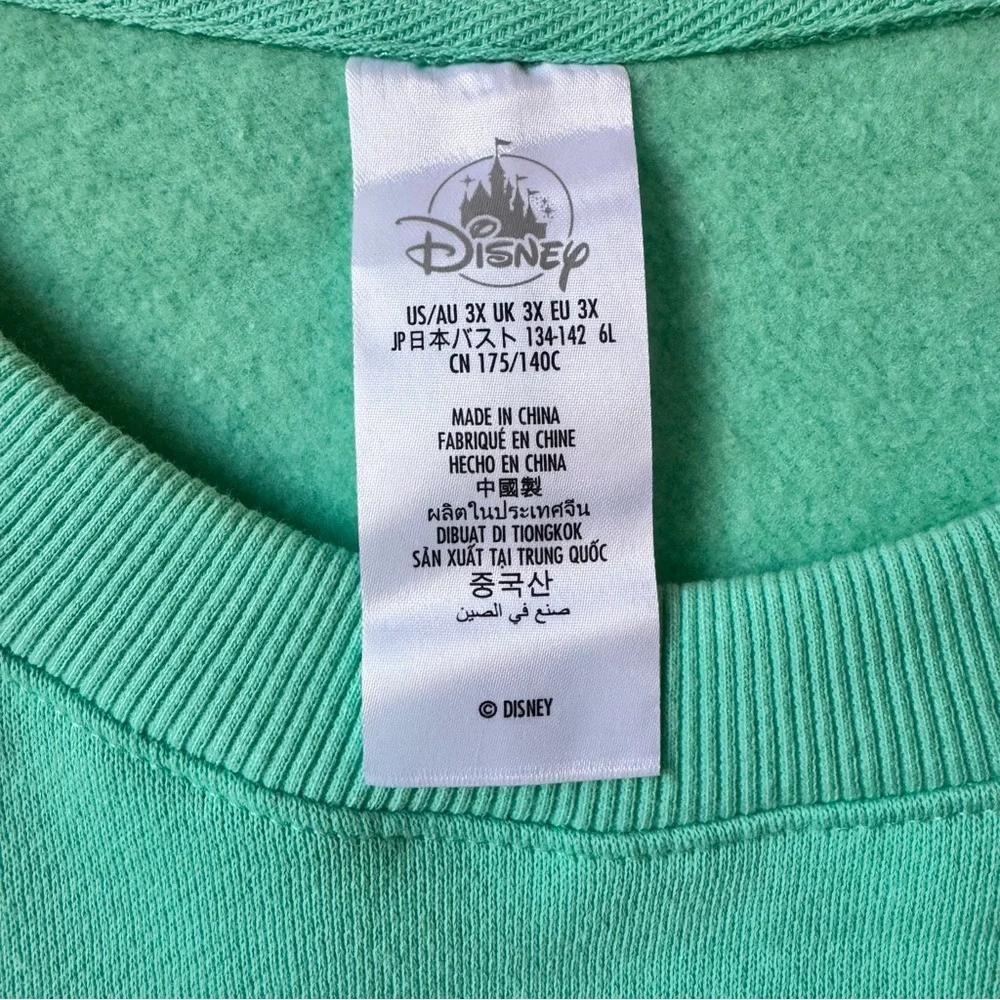 Disney
US/AU 3X UK 3X EU 3X
JP日本バスト 134-142 6L
CN 175/140C
MADE IN CHINA
FABRIQUÉ EN CHINE
HECHO EN CHINA
中國製
ผลิตในประเทศจีน
DIBUAT DI TIONGKOK
SẢN XUẤT TẠI TRUNG QUỐC
중국산
صنع في الصين
© DISNEY